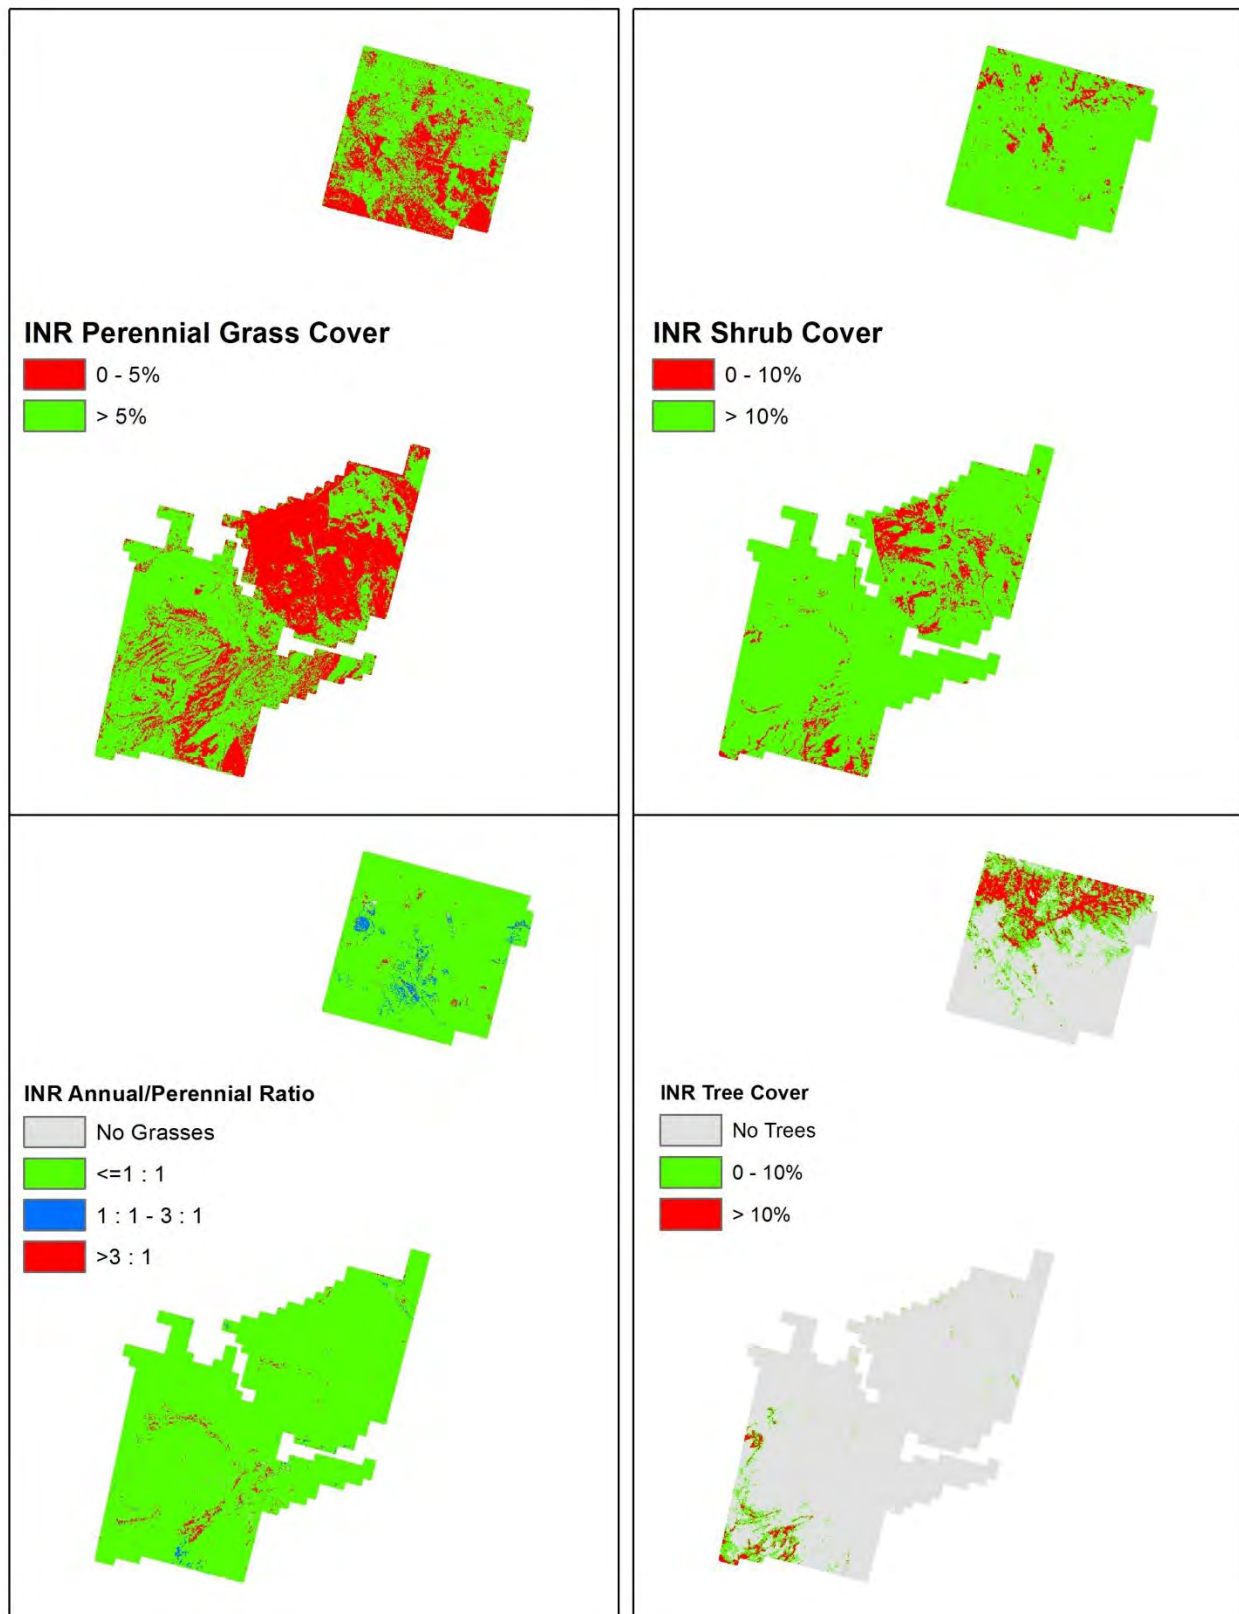 INR Perennial Grass Cover
0 - 5%
> 5%
INR Shrub Cover
0 - 10%
> 10%
INR Annual/Perennial Ratio
No Grasses
<=1 : 1
1 : 1 - 3 : 1
>3 : 1
INR Tree Cover
No Trees
0 - 10%
> 10%